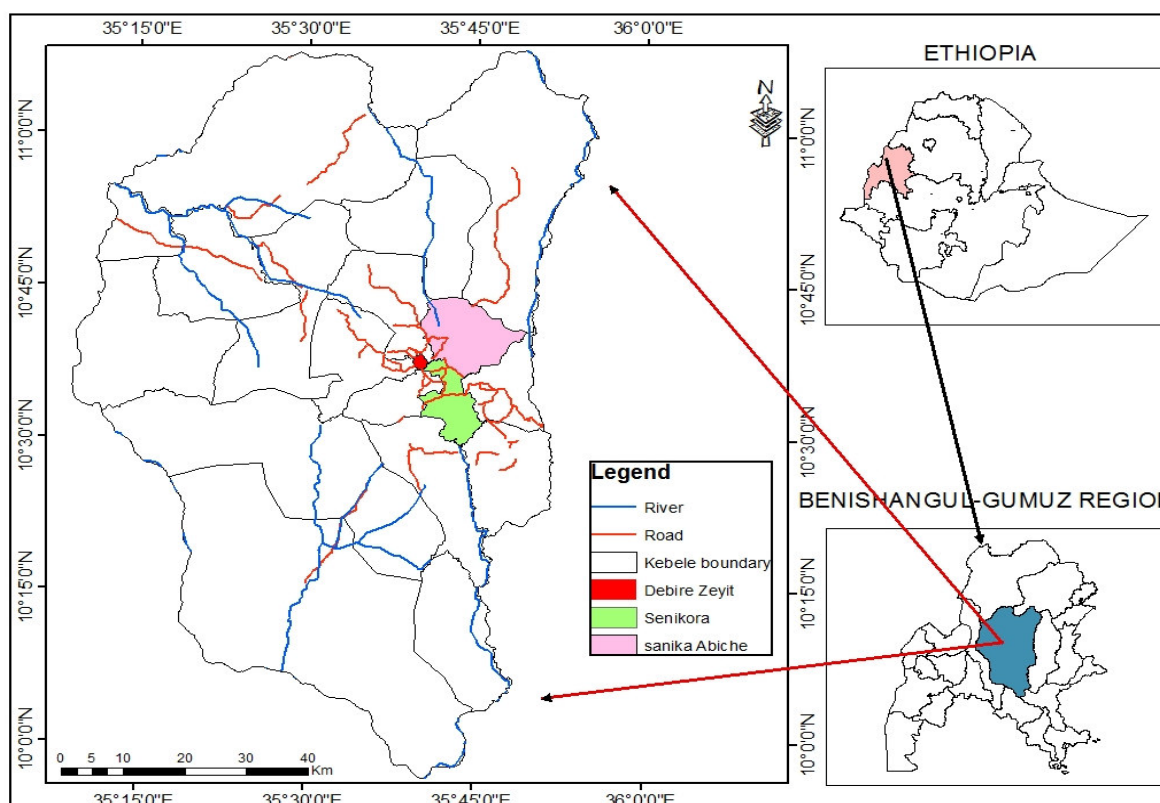 35°15'0"E 35°30'0"E 35°45'0"E 36°0'0"E
ETHIOPIA
N
11°0'0"N
11°0'0"N
10°45'0"N
10°45'0"N
10°30'0"N
10°30'0"N
Legend
River
Road
Kebele boundary
Debire Zeyit
Senikora
sanika Abiche
BENISHANGUL-GUMUZ REGION
10°15'0"N
10°15'0"N
10°0'0"N
10°0'0"N
0 5 10 20 30 40
Km
35°15'0"E 35°30'0"E 35°45'0"E 36°0'0"E